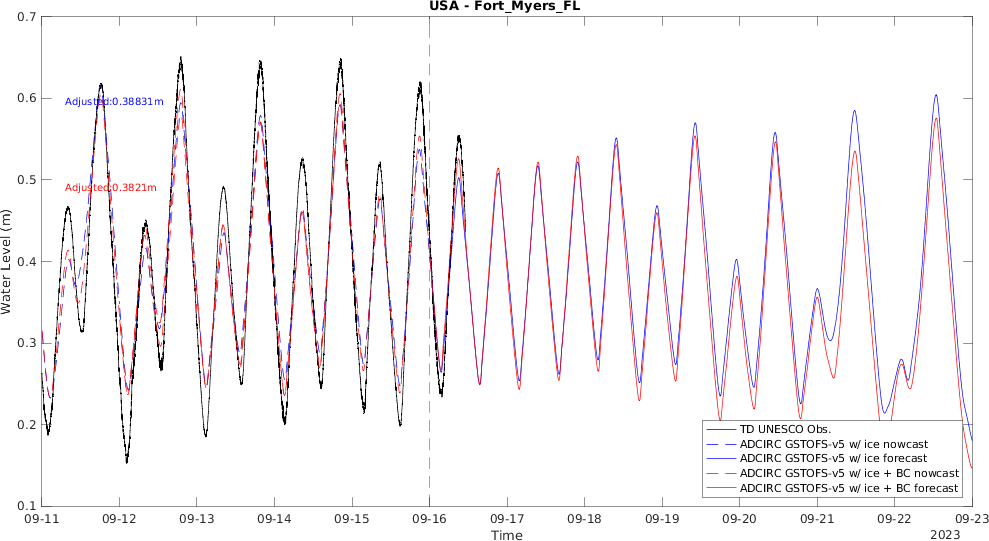 USA - Fort_Myers_FL
0.7
0.6
0.5
0.4
0.3
0.2
0.1
Water Level (m)
Adjusted:0.38831m
Adjusted:0.3821m
TD UNESCO Obs.
ADCIRC GSTOFS-v5 w/ ice nowcast
ADCIRC GSTOFS-v5 w/ ice forecast
ADCIRC GSTOFS-v5 w/ ice + BC nowcast
ADCIRC GSTOFS-v5 w/ ice + BC forecast
09-11 09-12 09-13 09-14 09-15 09-16 09-17 09-18 09-19 09-20 09-21 09-22 09-23
Time
2023